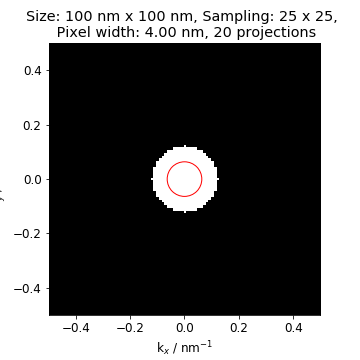 Size: 100 nm x 100 nm, Sampling: 25 x 25,
Pixel width: 4.00 nm, 20 projections
0.4
0.2
0.0
−0.2
−0.4
−0.4 −0.2 0.0 0.2 0.4
kₓ / nm⁻¹